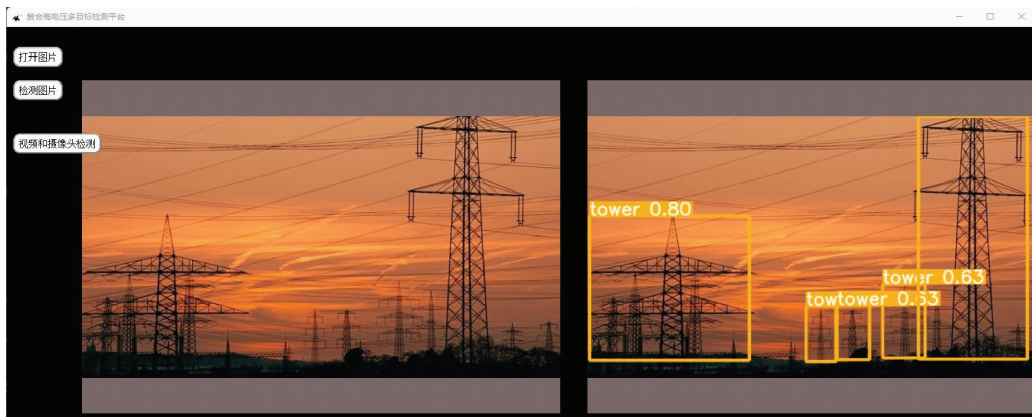 复合高电压多目标检测平台
打开图片
检测图片
视频和摄像头检测
tower 0.80
tower 0.63
towtower 0.63